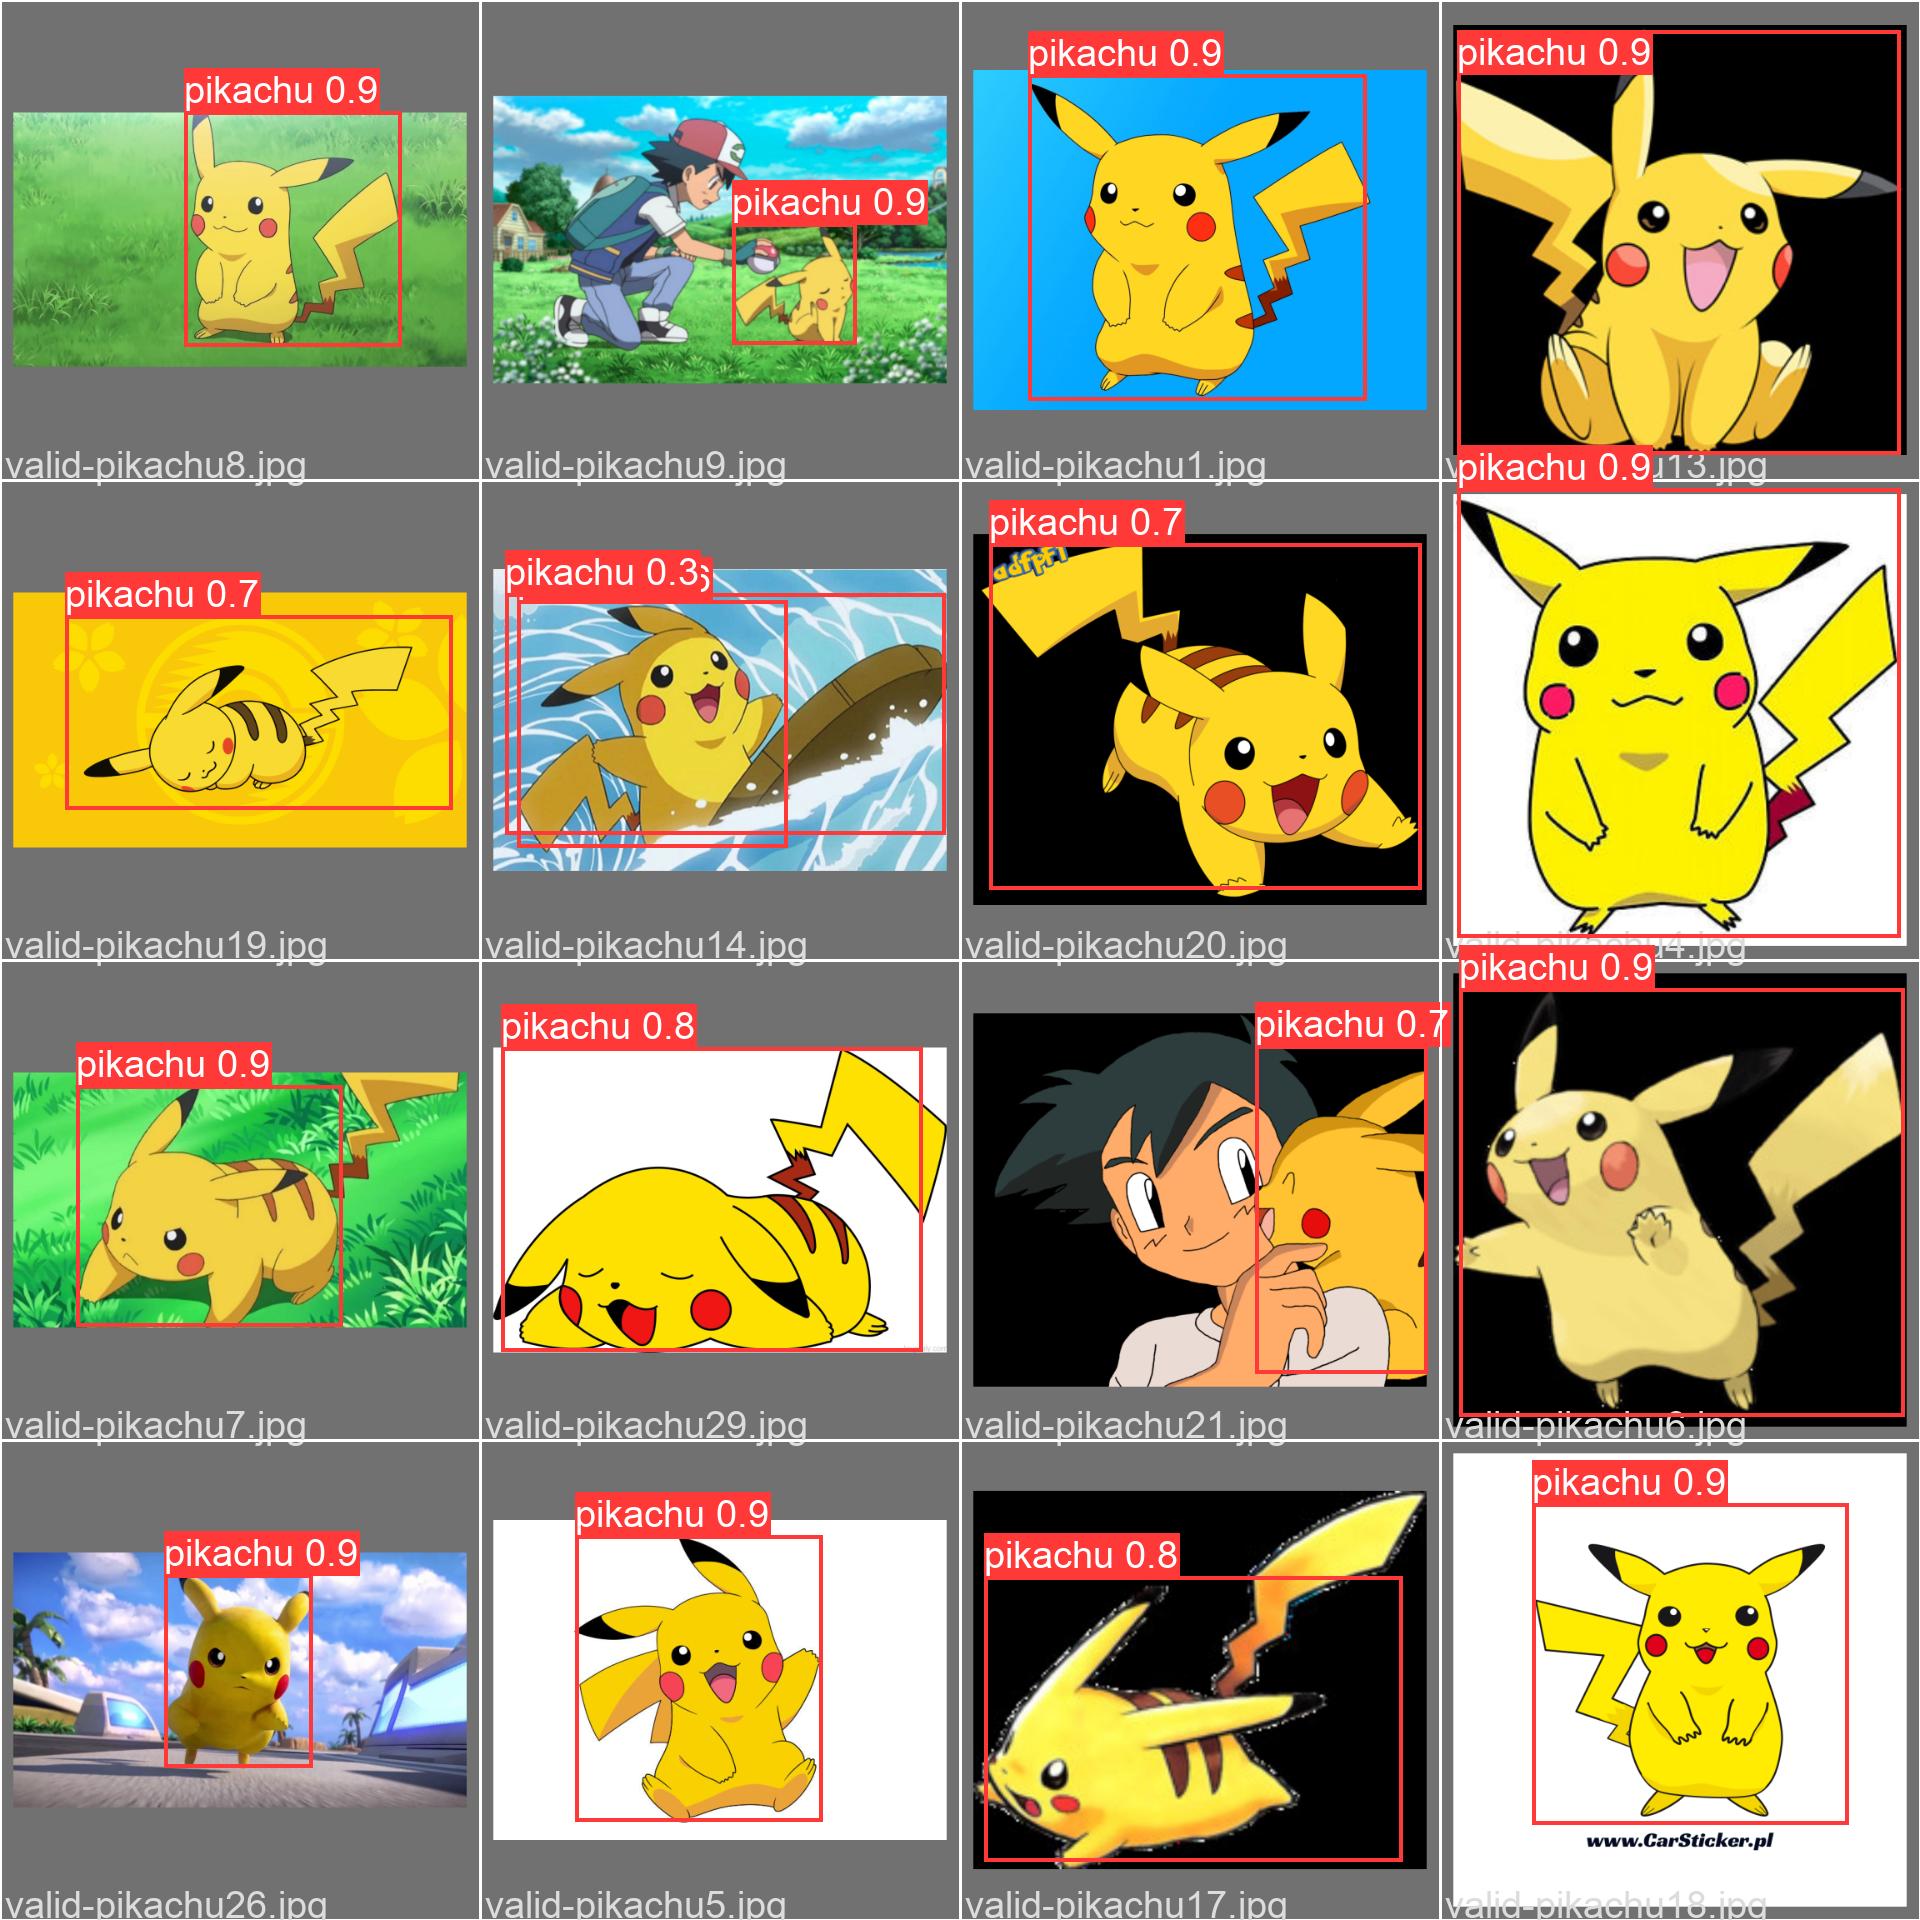 pikachu 0.9
valid-pikachu8.jpg
pikachu 0.9
valid-pikachu9.jpg
pikachu 0.9
valid-pikachu1.jpg
pikachu 0.9
u13.jpg
pikachu 0.7
valid-pikachu19.jpg
pikachu 0.3
valid-pikachu14.jpg
pikachu 0.7
valid-pikachu20.jpg
pikachu 0.9
valid-pikachu4.jpg
pikachu 0.9
valid-pikachu7.jpg
pikachu 0.8
valid-pikachu29.jpg
pikachu 0.7
valid-pikachu21.jpg
pikachu 0.9
valid-pikachu6.jpg
pikachu 0.9
valid-pikachu26.jpg
pikachu 0.9
valid-pikachu5.jpg
pikachu 0.8
valid-pikachu17.jpg
pikachu 0.9
www.CarSticker.pl
valid-pikachu18.jpg